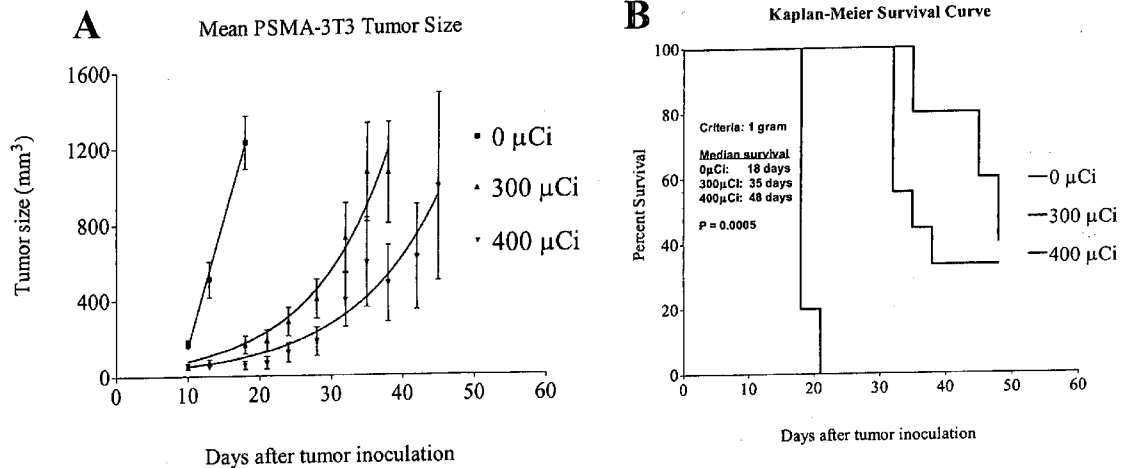 A
Mean PSMA-3T3 Tumor Size
1600
1200
800
400
0
0 10 20 30 40 50 60
Tumor size (mm³)
Days after tumor inoculation
0 µCi
300 µCi
400 µCi
B
Kaplan-Meier Survival Curve
100
80
60
40
20
0
0 10 20 30 40 50 60
Percent Survival
Days after tumor inoculation
Criteria: 1 gram
Median survival
0µCi: 18 days
300µCi: 35 days
400µCi: 48 days
P = 0.0005
0 µCi
300 µCi
400 µCi